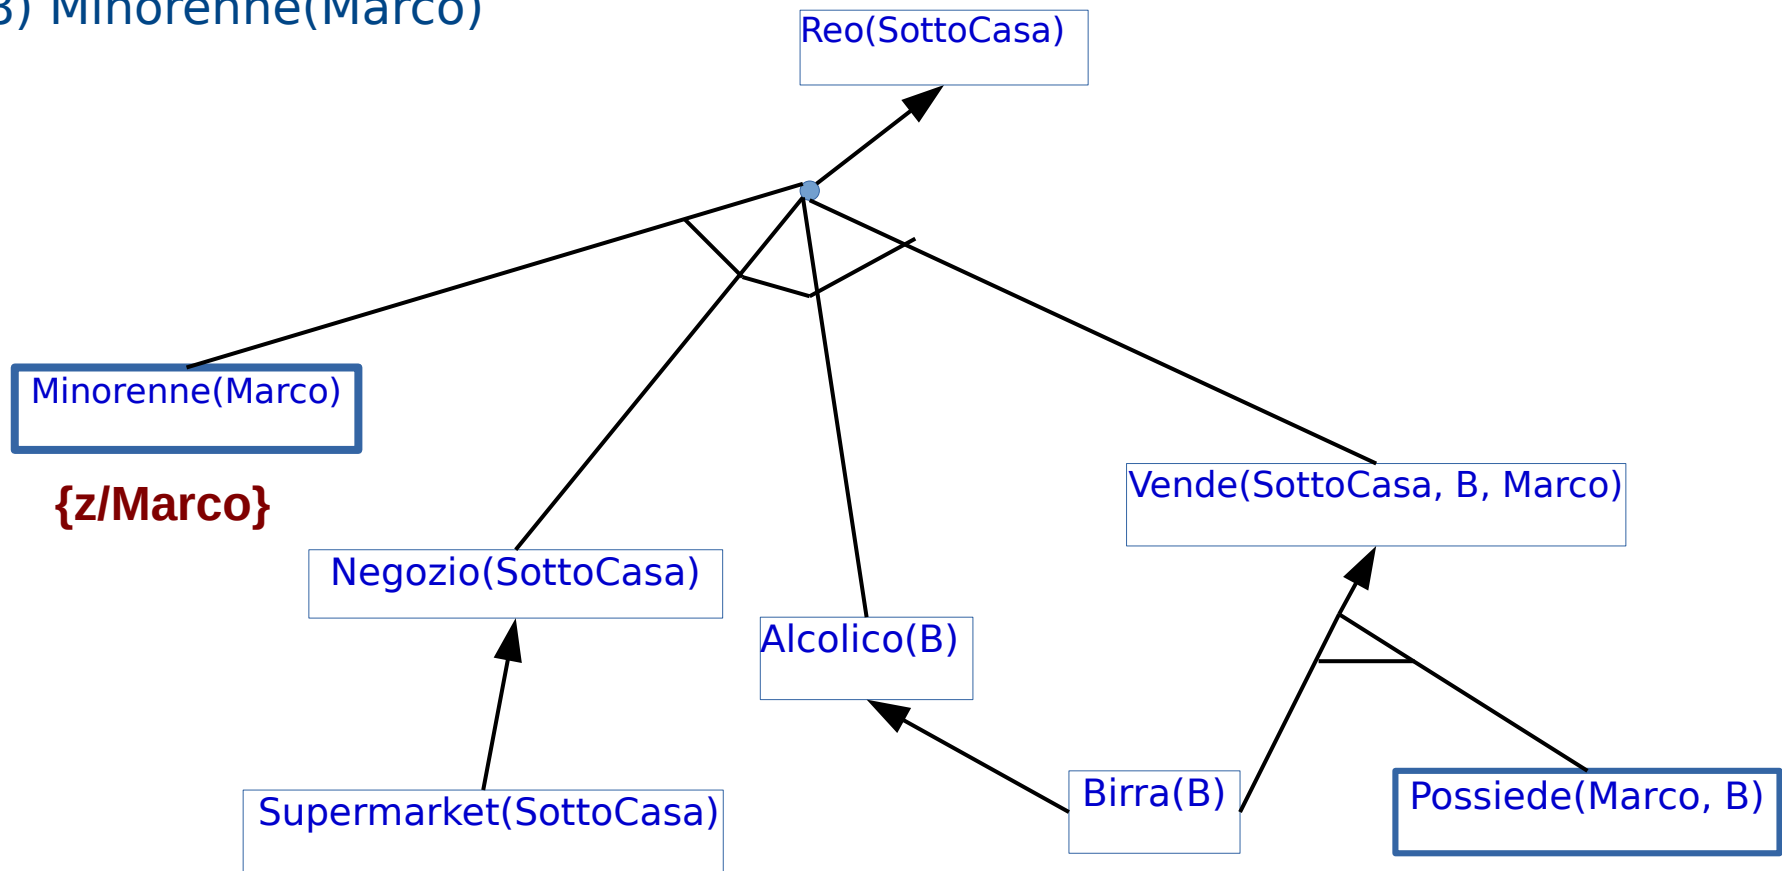 3) Minorenne(Marco)
Reo(SottoCasa)
Minorenne(Marco)
{z/Marco}
Vende(SottoCasa, B, Marco)
Negozio(SottoCasa)
Alcolico(B)
Birra(B)
Possiede(Marco, B)
Supermarket(SottoCasa)